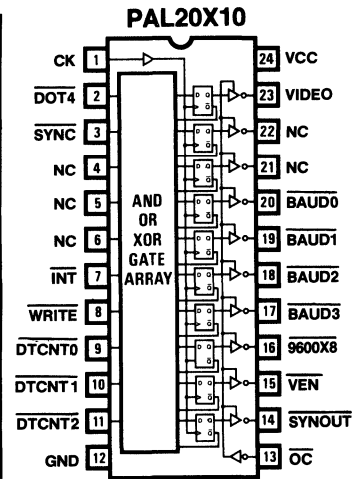 PAL20X10
CK 1 24 VCC
DOT4 2 23 VIDEO
SYNC 3 22 NC
NC 4 21 NC
NC 5 AND 20 BAUD0
OR
NC 6 XOR 19 BAUD1
GATE
INT 7 ARRAY 18 BAUD2
WRITE 8 17 BAUD3
DTCNT0 9 16 9600X8
DTCNT1 10 15 VEN
DTCNT2 11 14 SYNOUT
GND 12 13 OC